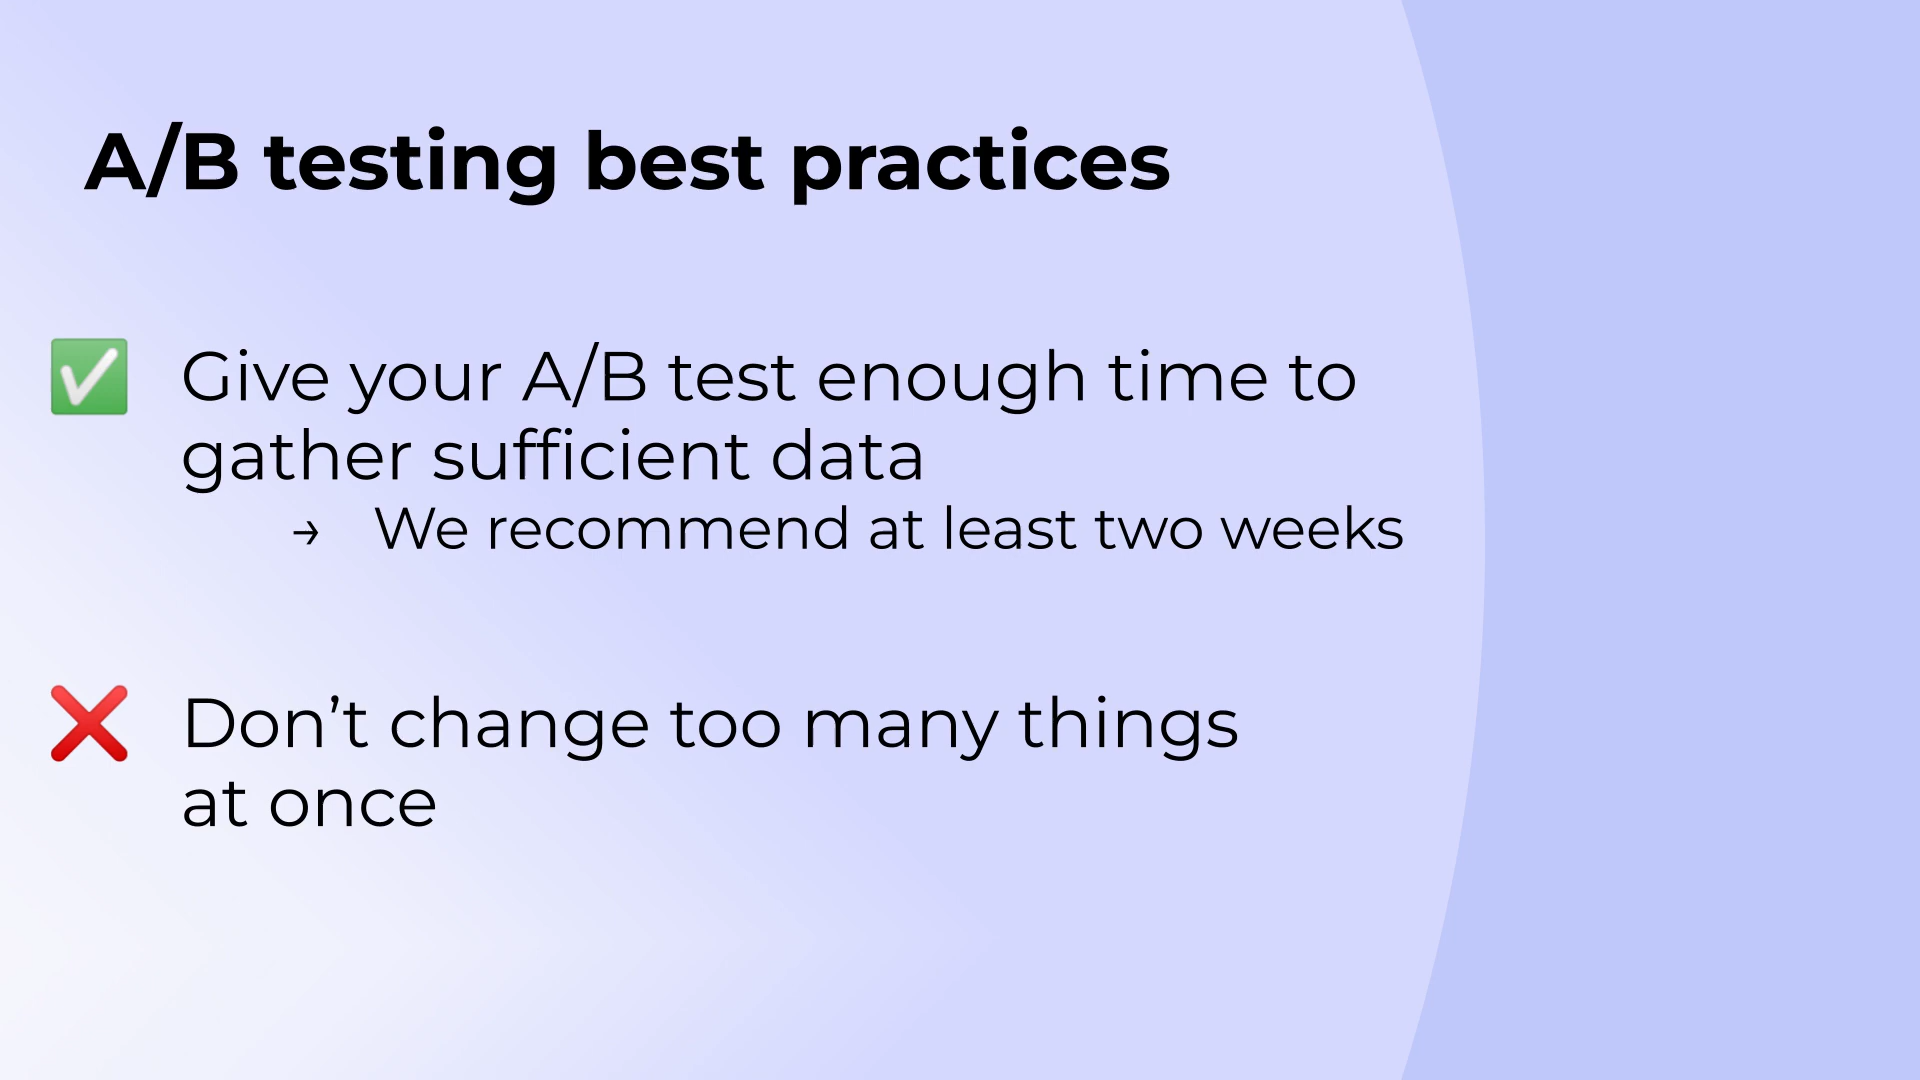 A/B testing best practices
✅ Give your A/B test enough time to
gather sufficient data
→ We recommend at least two weeks
❌ Don’t change too many things
at once